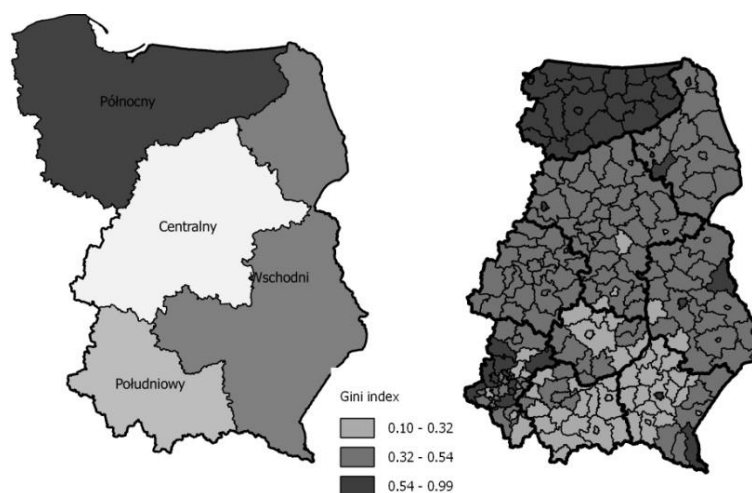 Północny
Centralny
Wschodni
Południowy
Gini index
0.10 - 0.32
0.32 - 0.54
0.54 - 0.99